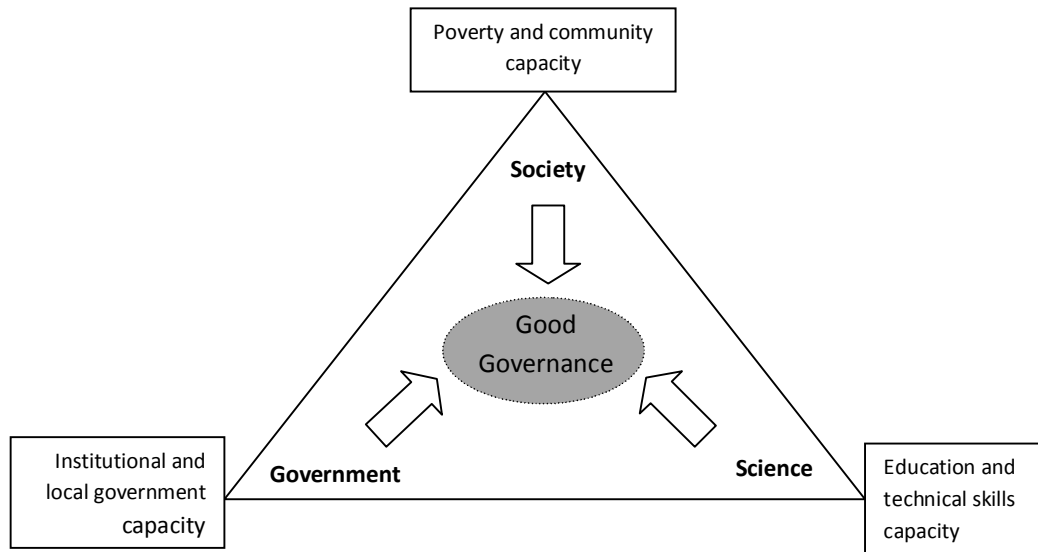 Poverty and community
capacity
Society
Good
Governance
Government
Science
Institutional and
local government
capacity
Education and
technical skills
capacity